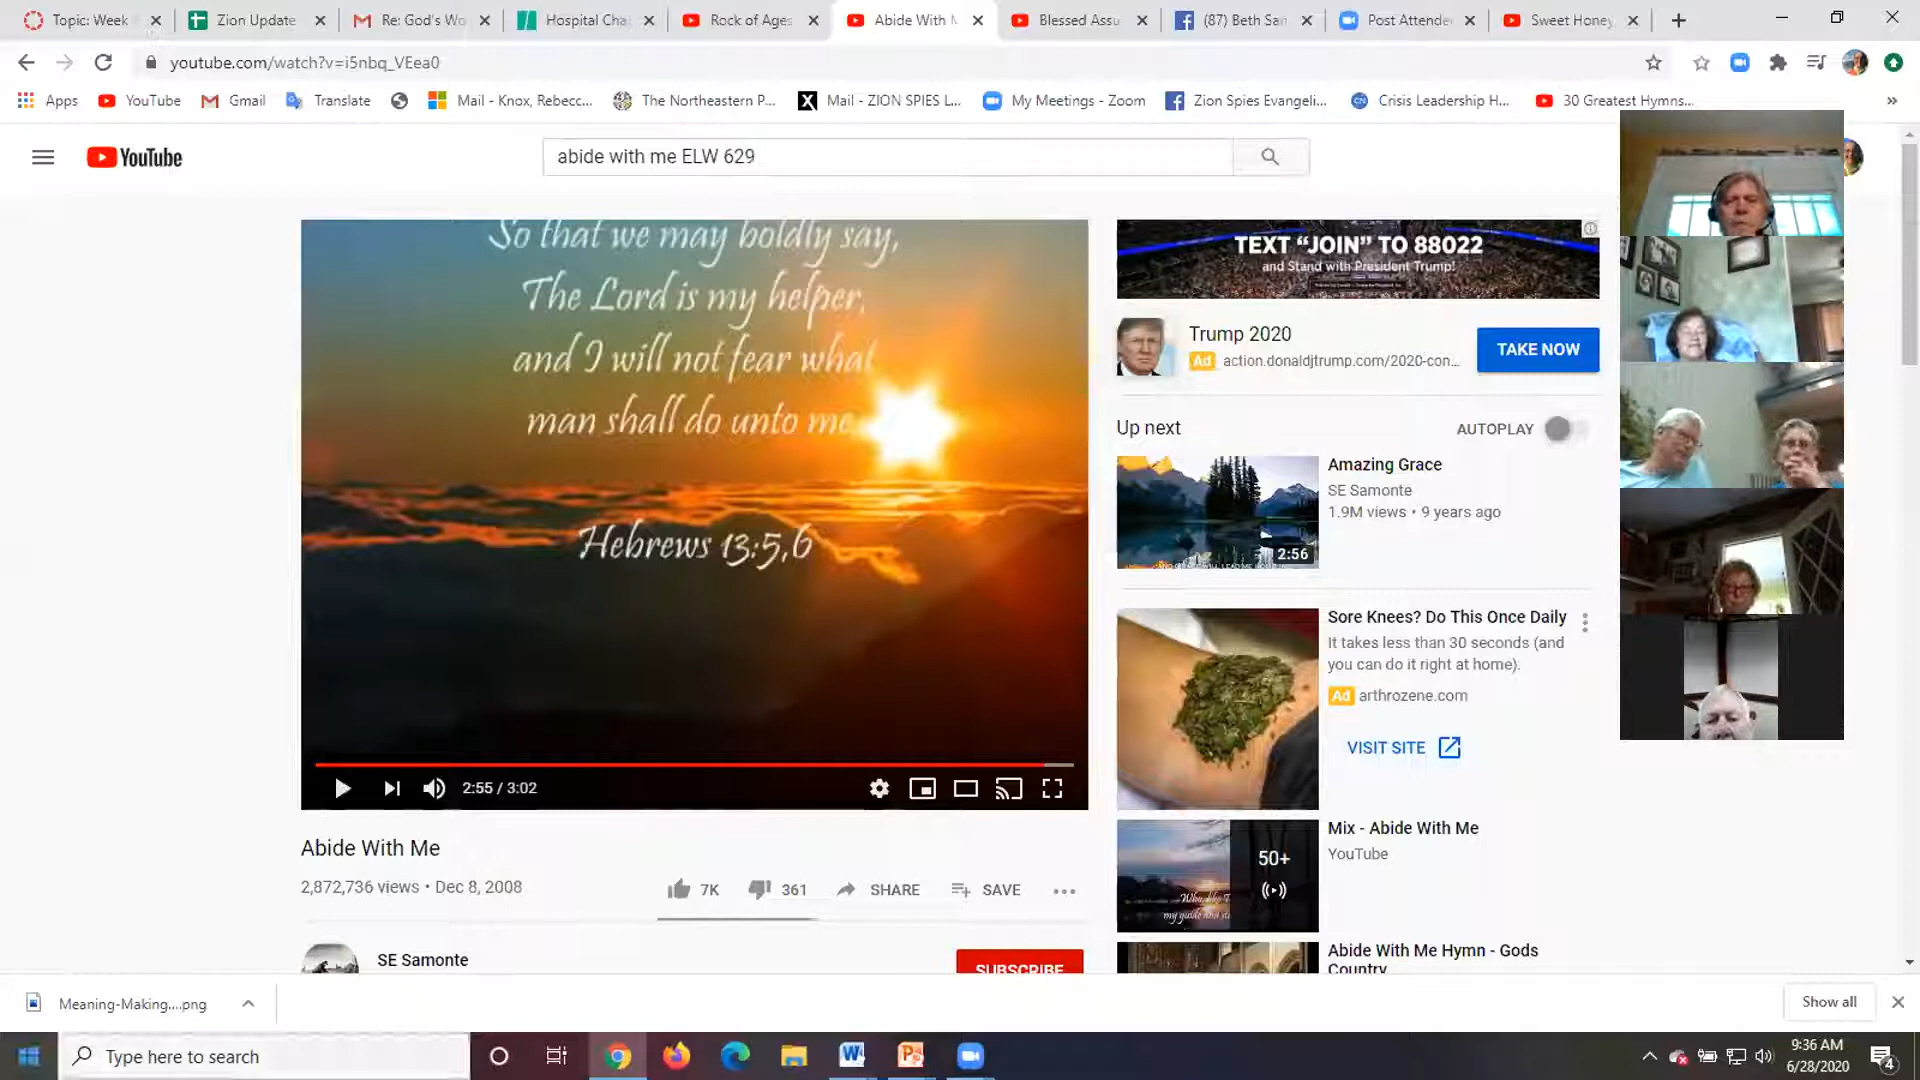 Topic: Week
Zion Update
Re: God's Wo
Hospital Cha
Rock of Ages
Abide With M
Blessed Assu
(87) Beth San
Post Attende
Sweet Honey
youtube.com/watch?v=i5nbq_VEea0
Apps
YouTube
Gmail
Translate
Mail - Knox, Rebecc...
The Northeastern P...
Mail - ZION SPIES L...
My Meetings - Zoom
Zion Spies Evangeli...
Crisis Leadership H...
30 Greatest Hymns...
YouTube
abide with me ELW 629
So that we may boldly say,
The Lord is my helper,
and I will not fear what
man shall do unto me
Hebrews 13:5,6
2:55 / 3:02
Abide With Me
2,872,736 views • Dec 8, 2008
7K
361
SHARE
SAVE
SE Samonte
SUBSCRIBE
TEXT “JOIN” TO 88022
and Stand with President Trump!
Trump 2020
Ad action.donaldjtrump.com/2020-con...
TAKE NOW
Up next
AUTOPLAY
Amazing Grace
SE Samonte
1.9M views • 9 years ago
2:56
Sore Knees? Do This Once Daily
It takes less than 30 seconds (and
you can do it right at home).
Ad arthrozene.com
VISIT SITE
Mix - Abide With Me
YouTube
50+
my guide and
Abide With Me Hymn - Gods
Country
Meaning-Making....png
Show all
Type here to search
9:36 AM
6/28/2020
4